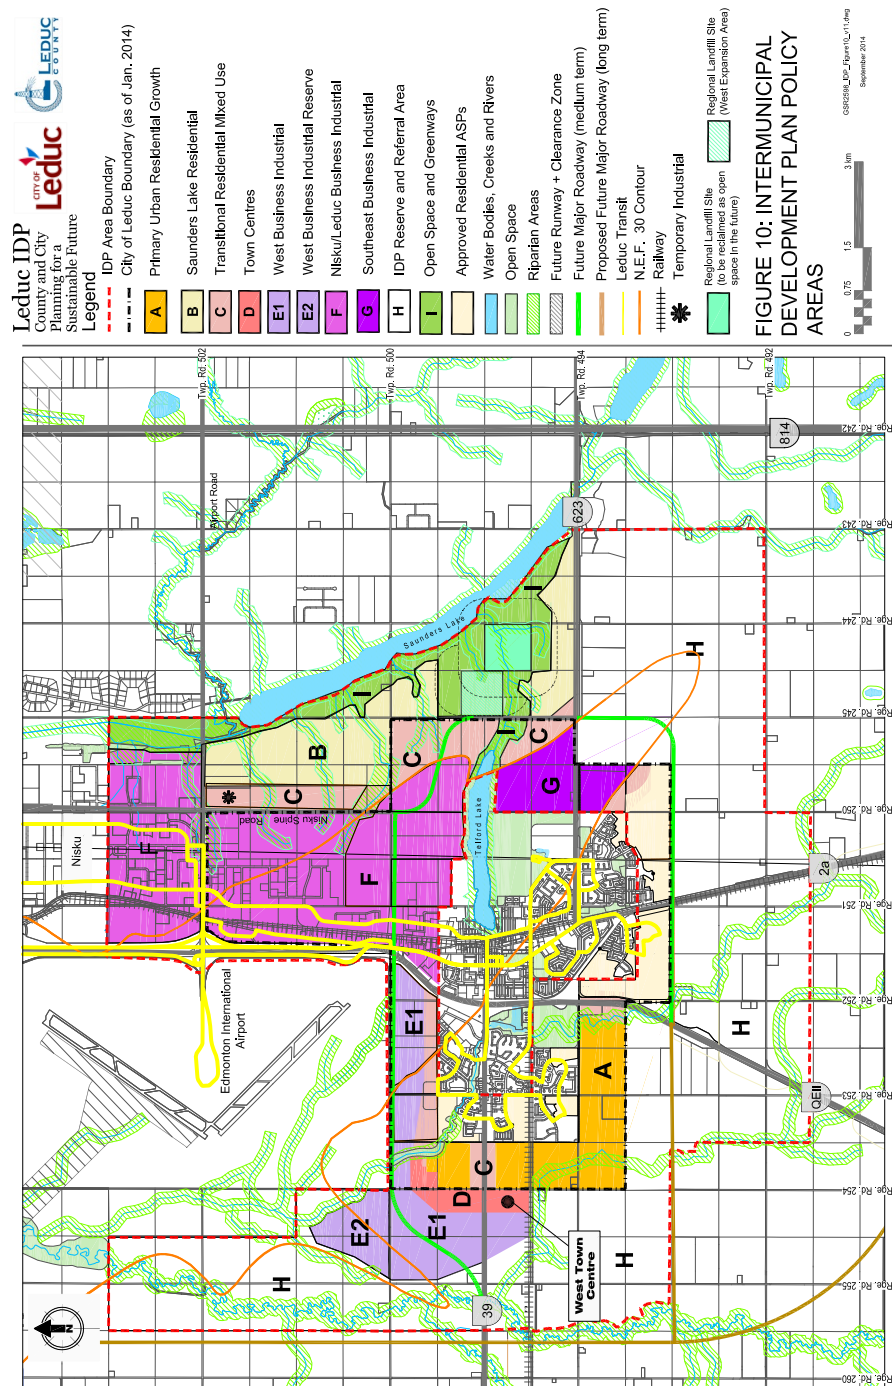 Leduc IDP
County and City
Planning for a
Sustainable Future
CITY OF
Leduc
LEDUC
COUNTY
Legend
IDP Area Boundary
City of Leduc Boundary (as of Jan. 2014)
A Primary Urban Residential Growth
B Saunders Lake Residential
C Transitional Residential Mixed Use
D Town Centres
E1 West Business Industrial
E2 West Business Industrial Reserve
F Nisku/Leduc Business Industrial
G Southeast Business Industrial
H IDP Reserve and Referral Area
I Open Space and Greenways
Approved Residential ASPs
Water Bodies, Creeks and Rivers
Open Space
Riparian Areas
Future Runway + Clearance Zone
Future Major Roadway (medium term)
Proposed Future Major Roadway (long term)
Leduc Transit
N.E.F. 30 Contour
Railway
Temporary Industrial
Regional Landfill Site
(to be reclaimed as open
space in the future)
Regional Landfill Site
(West Expansion Area)
FIGURE 10: INTERMUNICIPAL
DEVELOPMENT PLAN POLICY
AREAS
0 0.75 1.5 3 km
GSR2598_IDP_Figure10_v11.dwg
September 2014
Twp. Rd. 502
Twp. Rd. 500
Twp. Rd. 494
Twp. Rd. 492
Rge. Rd. 242
Rge. Rd. 243
Rge. Rd. 244
Rge. Rd. 245
Rge. Rd. 250
Rge. Rd. 251
Rge. Rd. 252
Rge. Rd. 253
Rge. Rd. 254
Rge. Rd. 255
Rge. Rd. 260
814
623
2a
QEII
39
Airport Road
Saunders Lake
Telford Lake
Nisku Spine
Road
Nisku
Edmonton International
Airport
West Town
Centre
N
I
I
I
B
C
C
C
C
G
F
F
E1
E1
E2
D
A
H
H
H
H